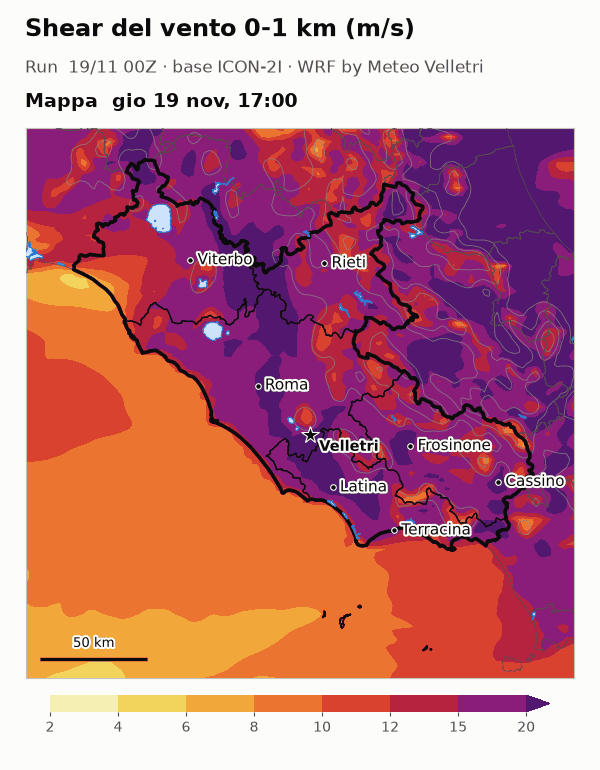 Shear del vento 0-1 km (m/s)
Run  19/11 00Z · base ICON-2I · WRF by Meteo Velletri
Mappa  gio 19 nov, 17:00
Viterbo
Rieti
Roma
Velletri
Frosinone
Latina
Cassino
Terracina
50 km
2 4 6 8 10 12 15 20